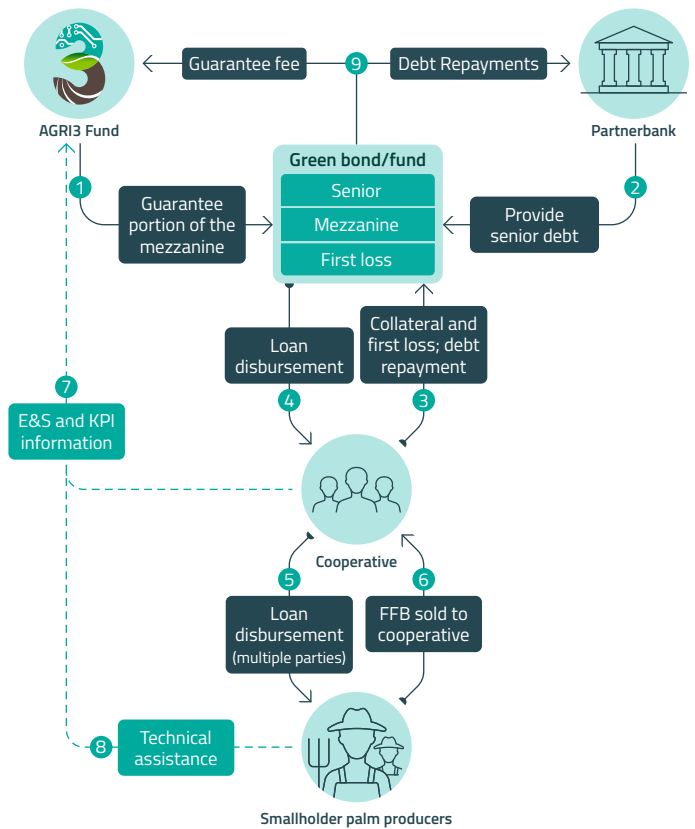 Guarantee fee
9
Debt Repayments
AGRI3 Fund
Partnerbank
Green bond/fund
Senior
Mezzanine
First loss
1
Guarantee
portion of the
mezzanine
2
Provide
senior debt
Loan
disbursement
4
Collateral and
first loss; debt
repayment
3
7
E&S and KPI
information
Cooperative
5
Loan
disbursement
(multiple parties)
6
FFB sold to
cooperative
8
Technical
assistance
Smallholder palm producers